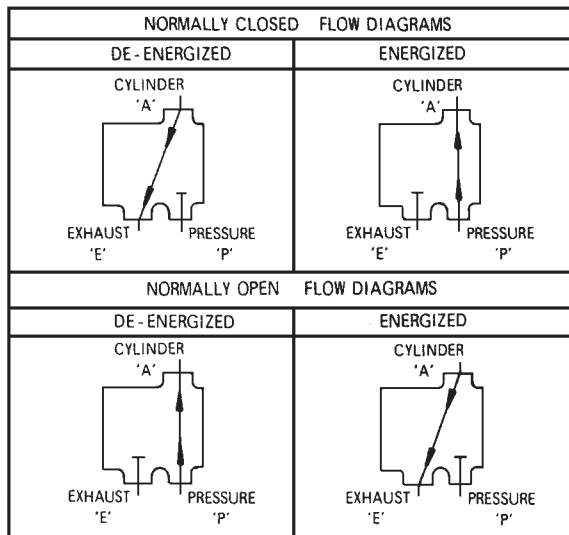 NORMALLY CLOSED FLOW DIAGRAMS
DE-ENERGIZED
ENERGIZED
CYLINDER
'A'
EXHAUST
'E'
PRESSURE
'P'
CYLINDER
'A'
EXHAUST
'E'
PRESSURE
'P'
NORMALLY OPEN FLOW DIAGRAMS
DE-ENERGIZED
ENERGIZED
CYLINDER
'A'
EXHAUST
'E'
PRESSURE
'P'
CYLINDER
'A'
EXHAUST
'E'
PRESSURE
'P'